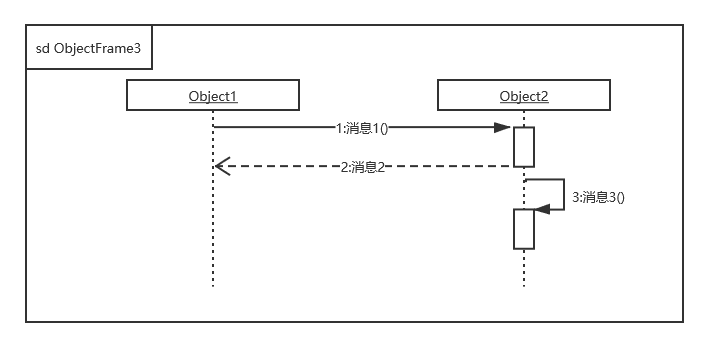 sd ObjectFrame3
Object1
Object2
1:消息1()
2:消息2
3:消息3()